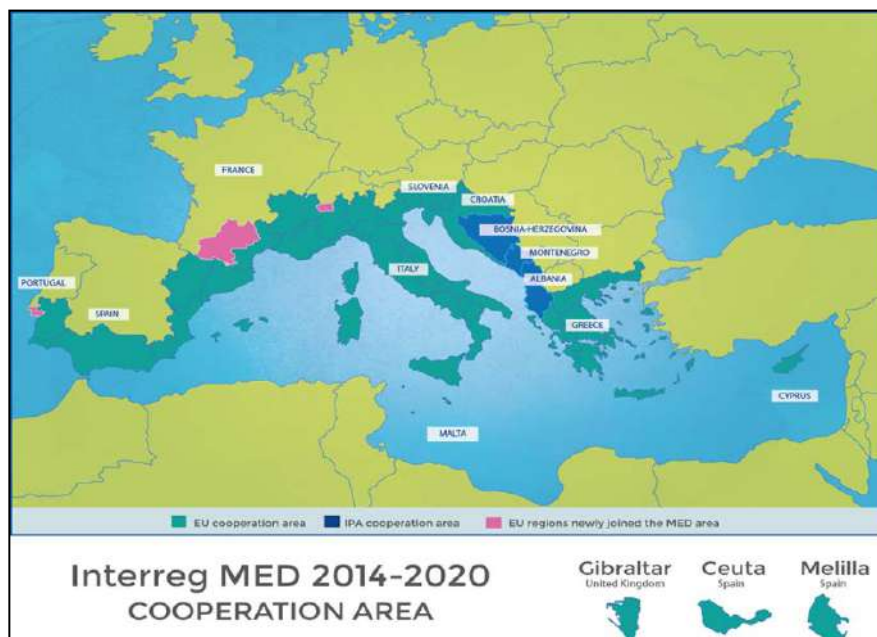 FRANCE
SLOVENIA
CROATIA
BOSNIA-HERZEGOVINA
MONTENEGRO
ITALY
ALBANIA
PORTUGAL
SPAIN
GREECE
CYPRUS
MALTA
EU cooperation area
IPA cooperation area
EU regions newly joined the MED area
Interreg MED 2014-2020
COOPERATION AREA
Gibraltar
United Kingdom
Ceuta
Spain
Melilla
Spain